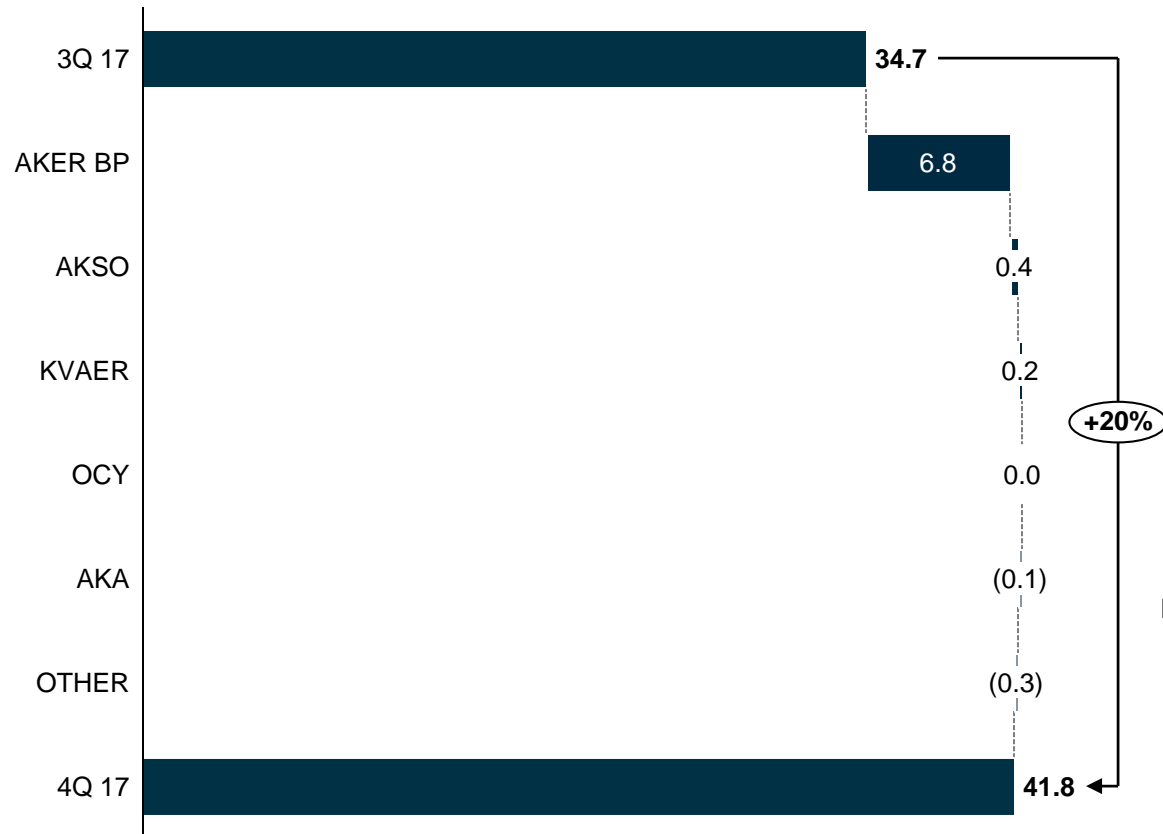 3Q 17 34.7
AKER BP 6.8
AKSO 0.4
KVAER 0.2
+20%
OCY 0.0
AKA (0.1)
OTHER (0.3)
4Q 17 41.8